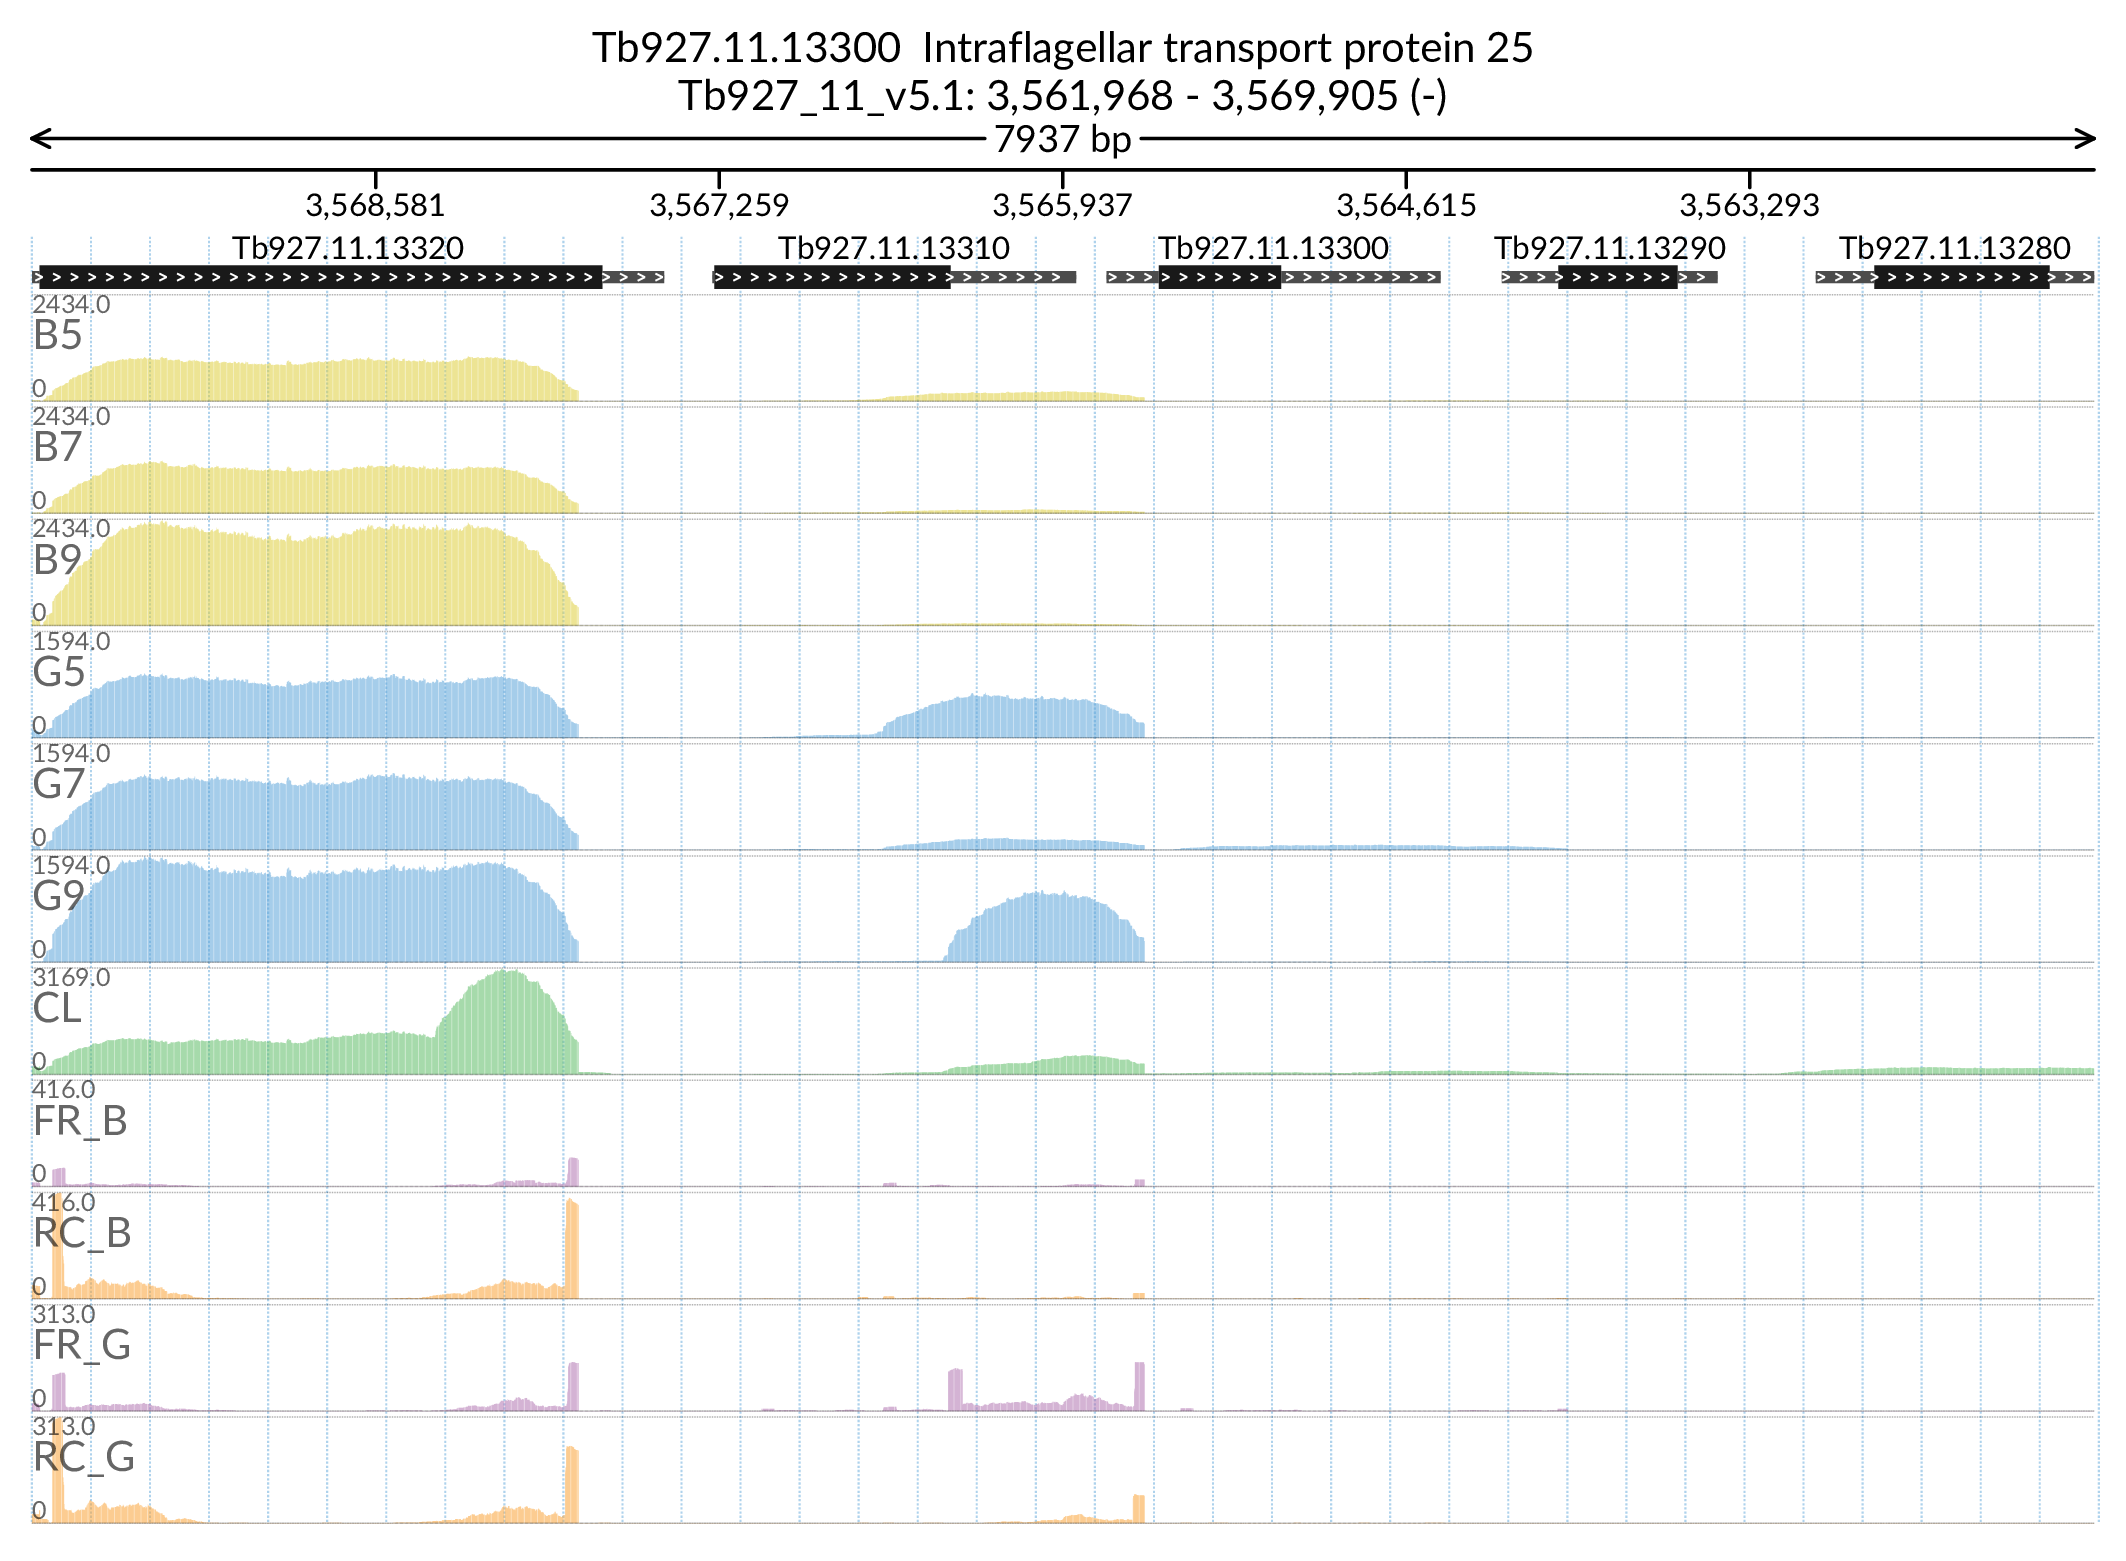 Tb927.11.13300  Intraflagellar transport protein 25
Tb927_11_v5.1: 3,561,968 - 3,569,905 (-)
7937 bp
3,568,581 3,567,259 3,565,937 3,564,615 3,563,293
Tb927.11.13320 Tb927.11.13310 Tb927.11.13300 Tb927.11.13290 Tb927.11.13280
2434.0
B5
0
2434.0
B7
0
2434.0
B9
0
1594.0
G5
0
1594.0
G7
0
1594.0
G9
0
3169.0
CL
0
416.0
FR_B
0
416.0
RC_B
0
313.0
FR_G
0
313.0
RC_G
0